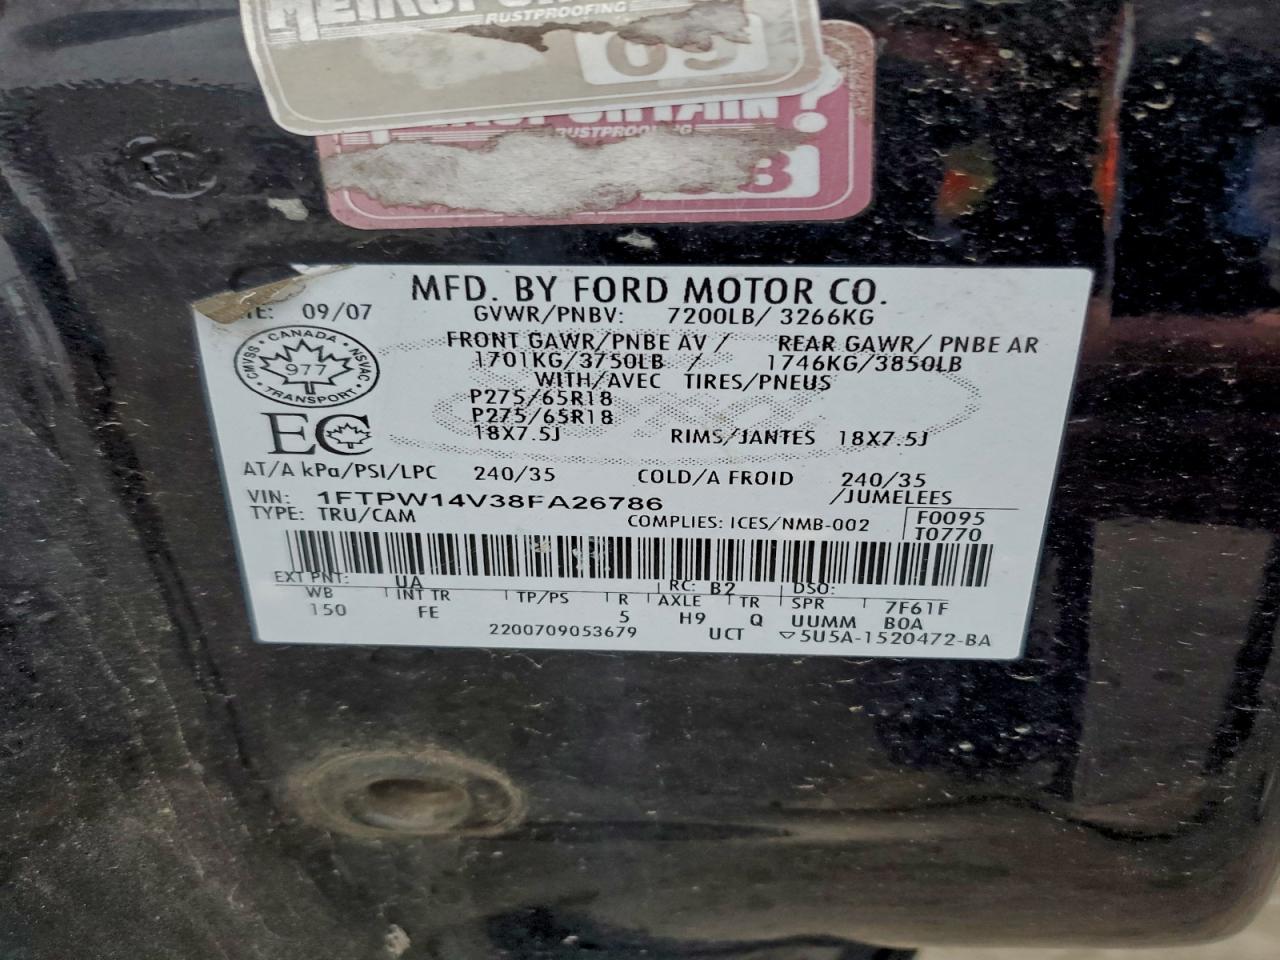 RUSTPROOFING
09
RUSTPROOFING
MFD. BY FORD MOTOR CO.
TE: 09/07 GVWR/PNBV: 7200LB/ 3266KG
FRONT GAWR/PNBE AV / REAR GAWR/ PNBE AR
1701KG/3750LB / 1746KG/3850LB
WITH/AVEC TIRES/PNEUS
P275/65R18
P275/65R18
18X7.5J RIMS/JANTES 18X7.5J
CANADA
CMVSS NSVAC
977
TRANSPORT
EC
AT/A kPa/PSI/LPC 240/35 COLD/A FROID 240/35
/JUMELEES
VIN: 1FTPW14V38FA26786
TYPE: TRU/CAM COMPLIES: ICES/NMB-002 F0095
T0770
EXT PNT: UA RC: B2 DSO:
WB INT TR TP/PS R AXLE TR SPR 7F61F
150 FE 5 H9 Q UUMM B0A
2200709053679 UCT 5U5A-1520472-BA